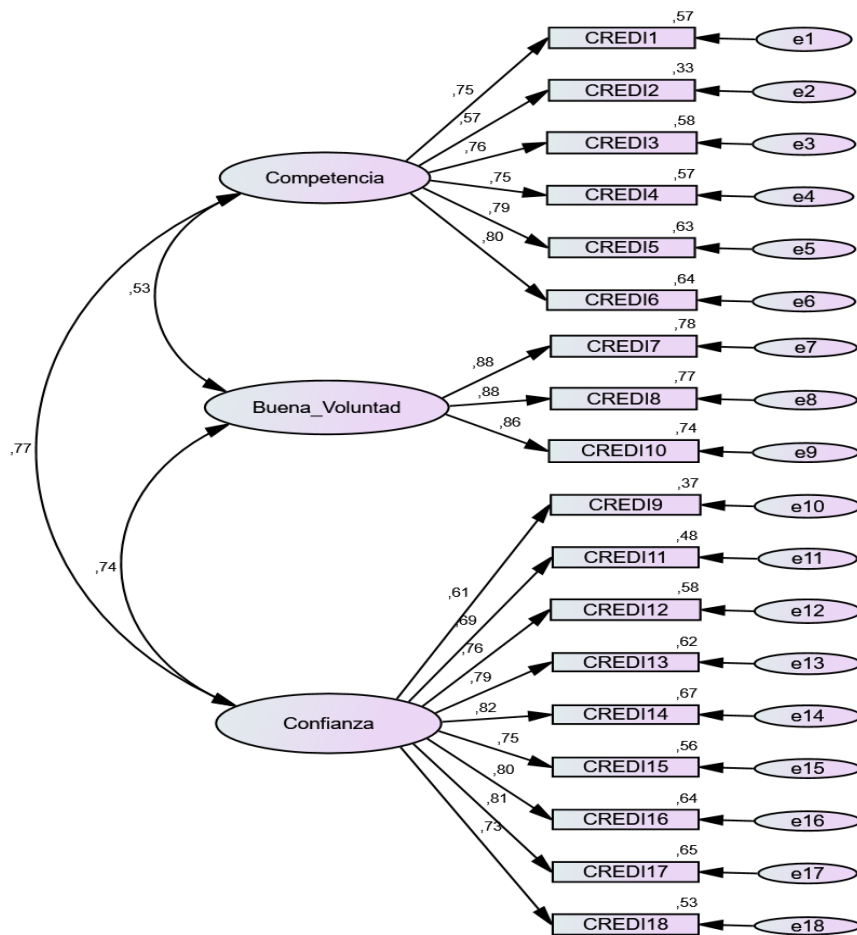 ,57
CREDI1
e1
,75
,33
CREDI2
e2
,57
,58
CREDI3
e3
,76
Competencia
,57
CREDI4
e4
,75
,63
CREDI5
e5
,79
,64
CREDI6
e6
,80
,53
,78
CREDI7
e7
,88
Buena_Voluntad
,77
CREDI8
e8
,88
,74
CREDI10
e9
,86
,77
,37
CREDI9
e10
,61
,48
CREDI11
e11
,69
,74
,58
CREDI12
e12
,76
,62
CREDI13
e13
,79
Confianza
,67
CREDI14
e14
,82
,56
CREDI15
e15
,75
,64
CREDI16
e16
,80
,65
CREDI17
e17
,81
,53
CREDI18
e18
,73